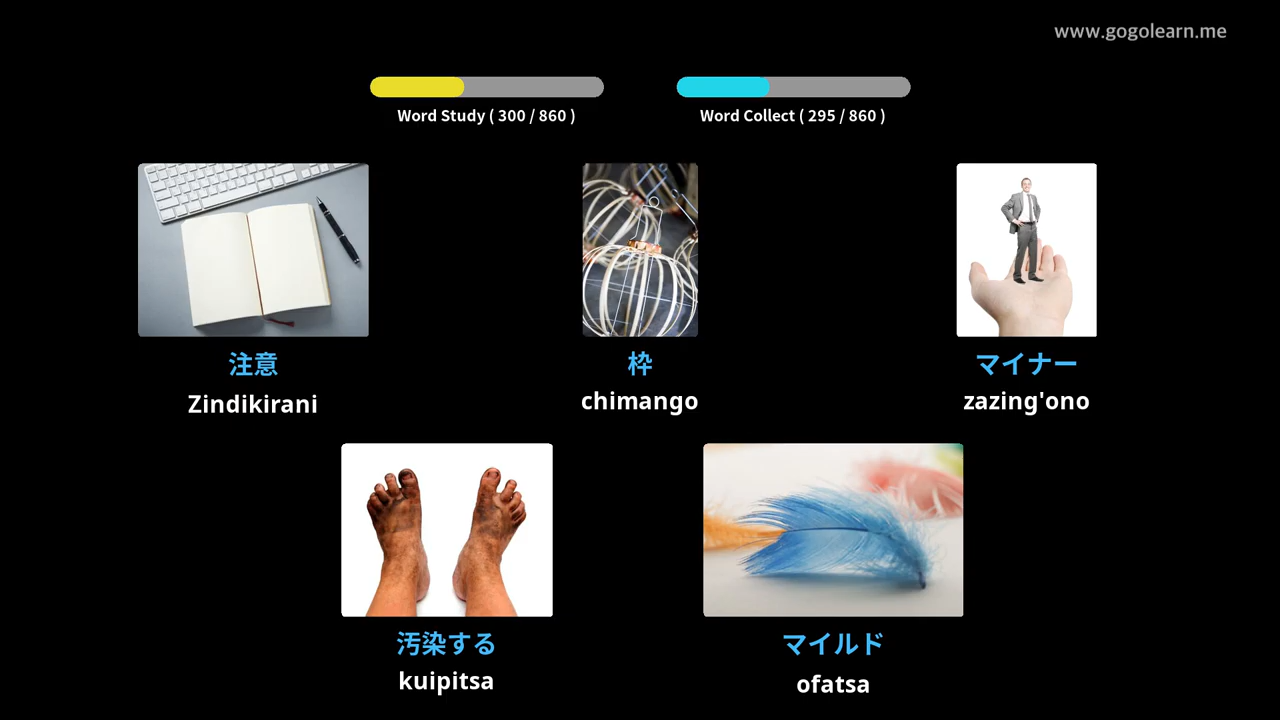 www.gogolearn.me
Word Study ( 300 / 860 )
Word Collect ( 295 / 860 )
注意
Zindikirani
枠
chimango
マイナー
zazing'ono
汚染する
kuipitsa
マイルド
ofatsa